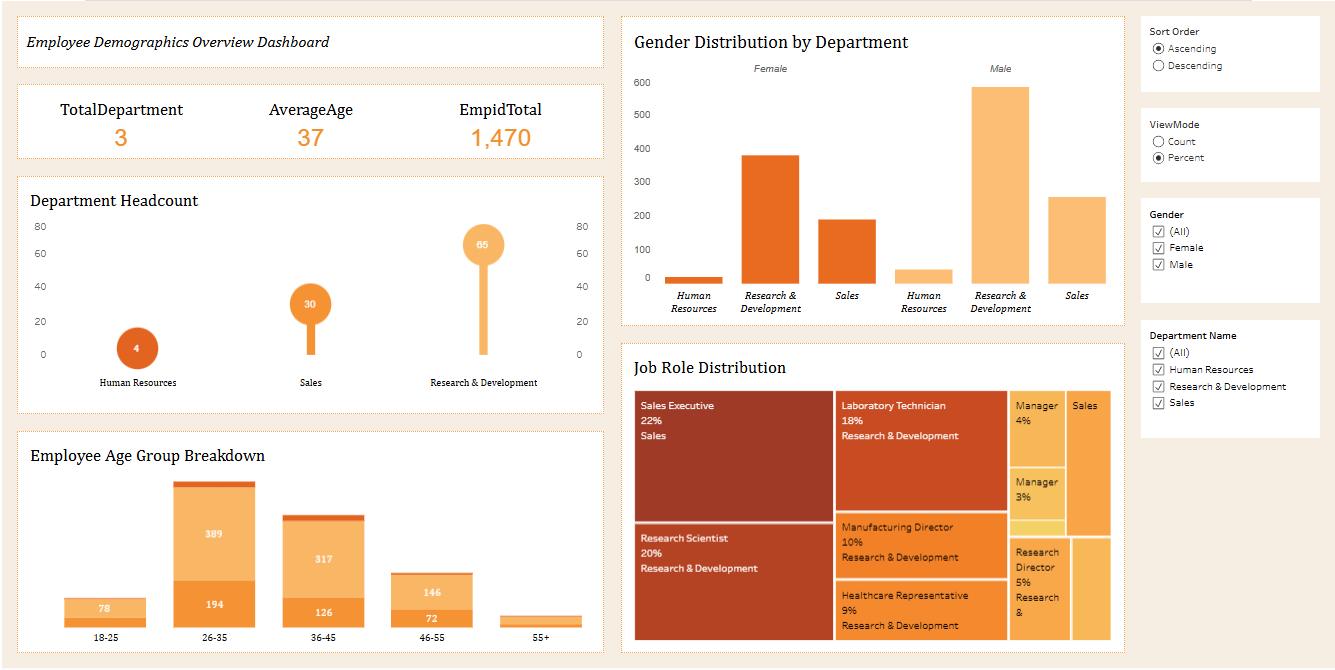 Employee Demographics Overview Dashboard
TotalDepartment
3
AverageAge
37
EmpidTotal
1,470
Department Headcount
80
60
40
20
0
80
60
40
20
0
4
30
65
Human Resources
Sales
Research & Development
Employee Age Group Breakdown
78
389
194
317
126
146
72
18-25
26-35
36-45
46-55
55+
Gender Distribution by Department
Female
Male
600
500
400
300
200
100
0
Human
Resources
Research &
Development
Sales
Human
Resources
Research &
Development
Sales
Job Role Distribution
Sales Executive
22%
Sales
Research Scientist
20%
Research & Development
Laboratory Technician
18%
Research & Development
Manufacturing Director
10%
Research & Development
Healthcare Representative
9%
Research & Development
Manager
4%
Manager
3%
Sales
Research
Director
5%
Research
&
Sort Order
Ascending
Descending
ViewMode
Count
Percent
Gender
(All)
Female
Male
Department Name
(All)
Human Resources
Research & Development
Sales